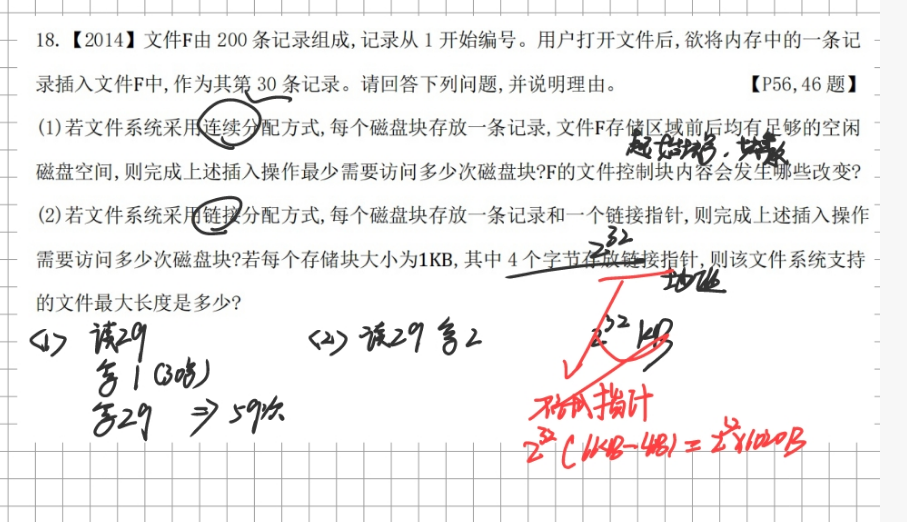 18.【2014】文件F由 200 条记录组成,记录从 1 开始编号。用户打开文件后,欲将内存中的一条记
录插入文件F中,作为其第 30 条记录。请回答下列问题,并说明理由。 【P56,46 题】
(1)若文件系统采用连续分配方式,每个磁盘块存放一条记录,文件F存储区域前后均有足够的空闲
起始块号、块数
磁盘空间,则完成上述插入操作最少需要访问多少次磁盘块?F的文件控制块内容会发生哪些改变?
(2)若文件系统采用链接分配方式,每个磁盘块存放一条记录和一个链接指针,则完成上述插入操作
2^32
需要访问多少次磁盘块?若每个存储块大小为1KB,其中 4 个字节存放链接指针,则该文件系统支持
地址
的文件最大长度是多少?
<1> 读29 <2> 读29 写2 2^32 KB
写1 (30号)
写29 ⇒ 59次
指针
2^32 (1KB-4B) = 2^32×1020B